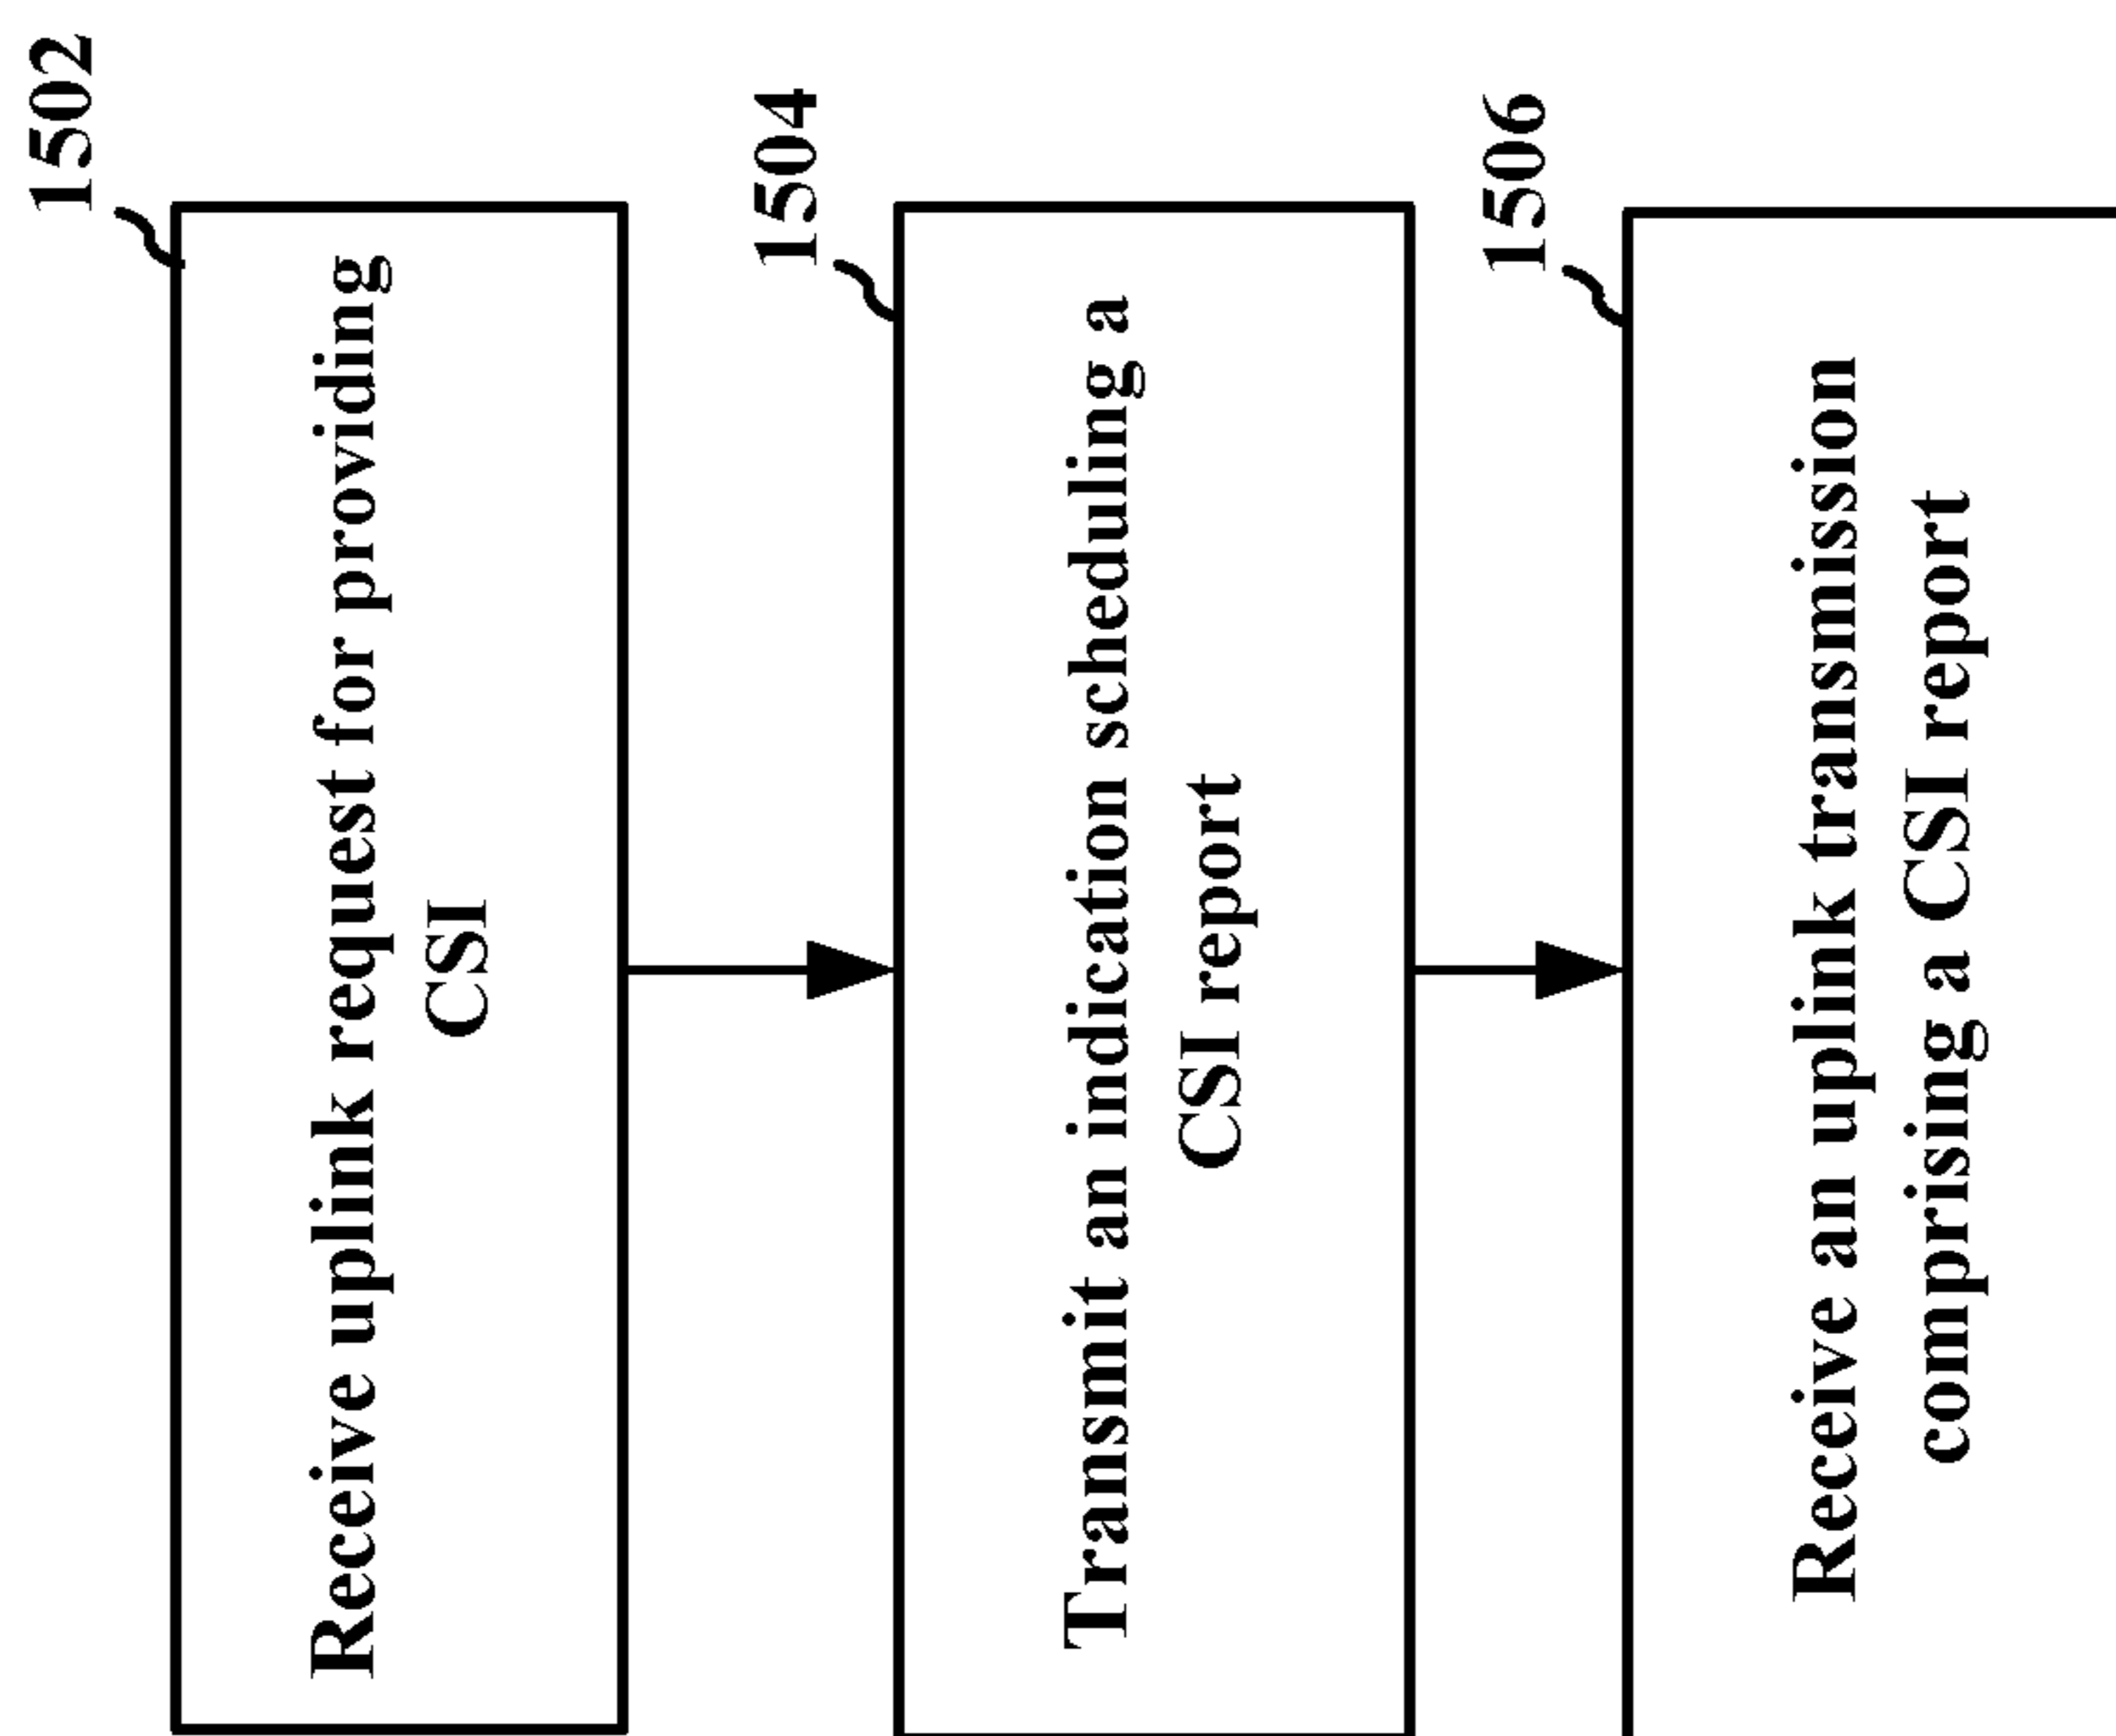 1502
Receive uplink request for providing
CSI
1504
Transmit an indication scheduling a
CSI report
1506
Receive an uplink transmission
comprising a CSI report